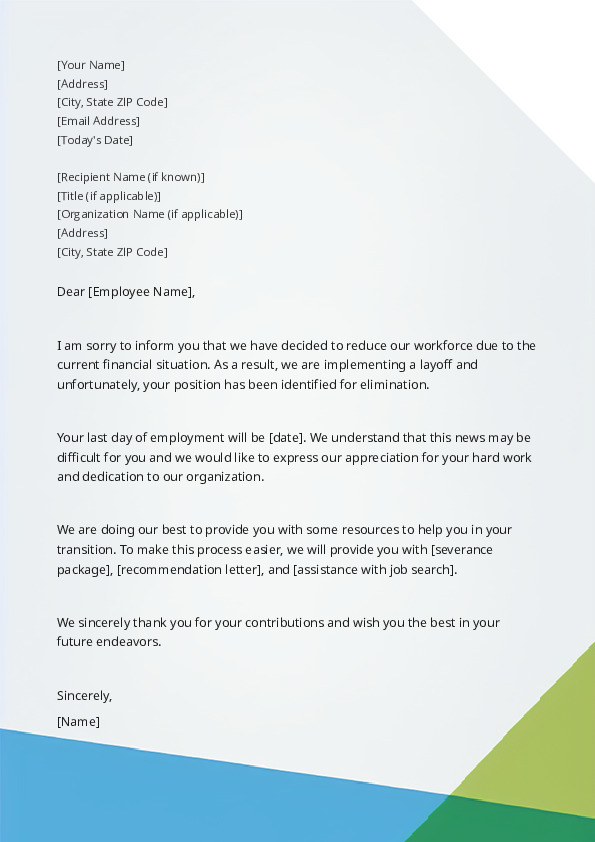 [Your Name]
[Address]
[City, State ZIP Code]
[Email Address]
[Today's Date]
[Recipient Name (if known)]
[Title (if applicable)]
[Organization Name (if applicable)]
[Address]
[City, State ZIP Code]
Dear [Employee Name],
I am sorry to inform you that we have decided to reduce our workforce due to the
current financial situation. As a result, we are implementing a layoff and
unfortunately, your position has been identified for elimination.
Your last day of employment will be [date]. We understand that this news may be
difficult for you and we would like to express our appreciation for your hard work
and dedication to our organization.
We are doing our best to provide you with some resources to help you in your
transition. To make this process easier, we will provide you with [severance
package], [recommendation letter], and [assistance with job search].
We sincerely thank you for your contributions and wish you the best in your
future endeavors.
Sincerely,
[Name]